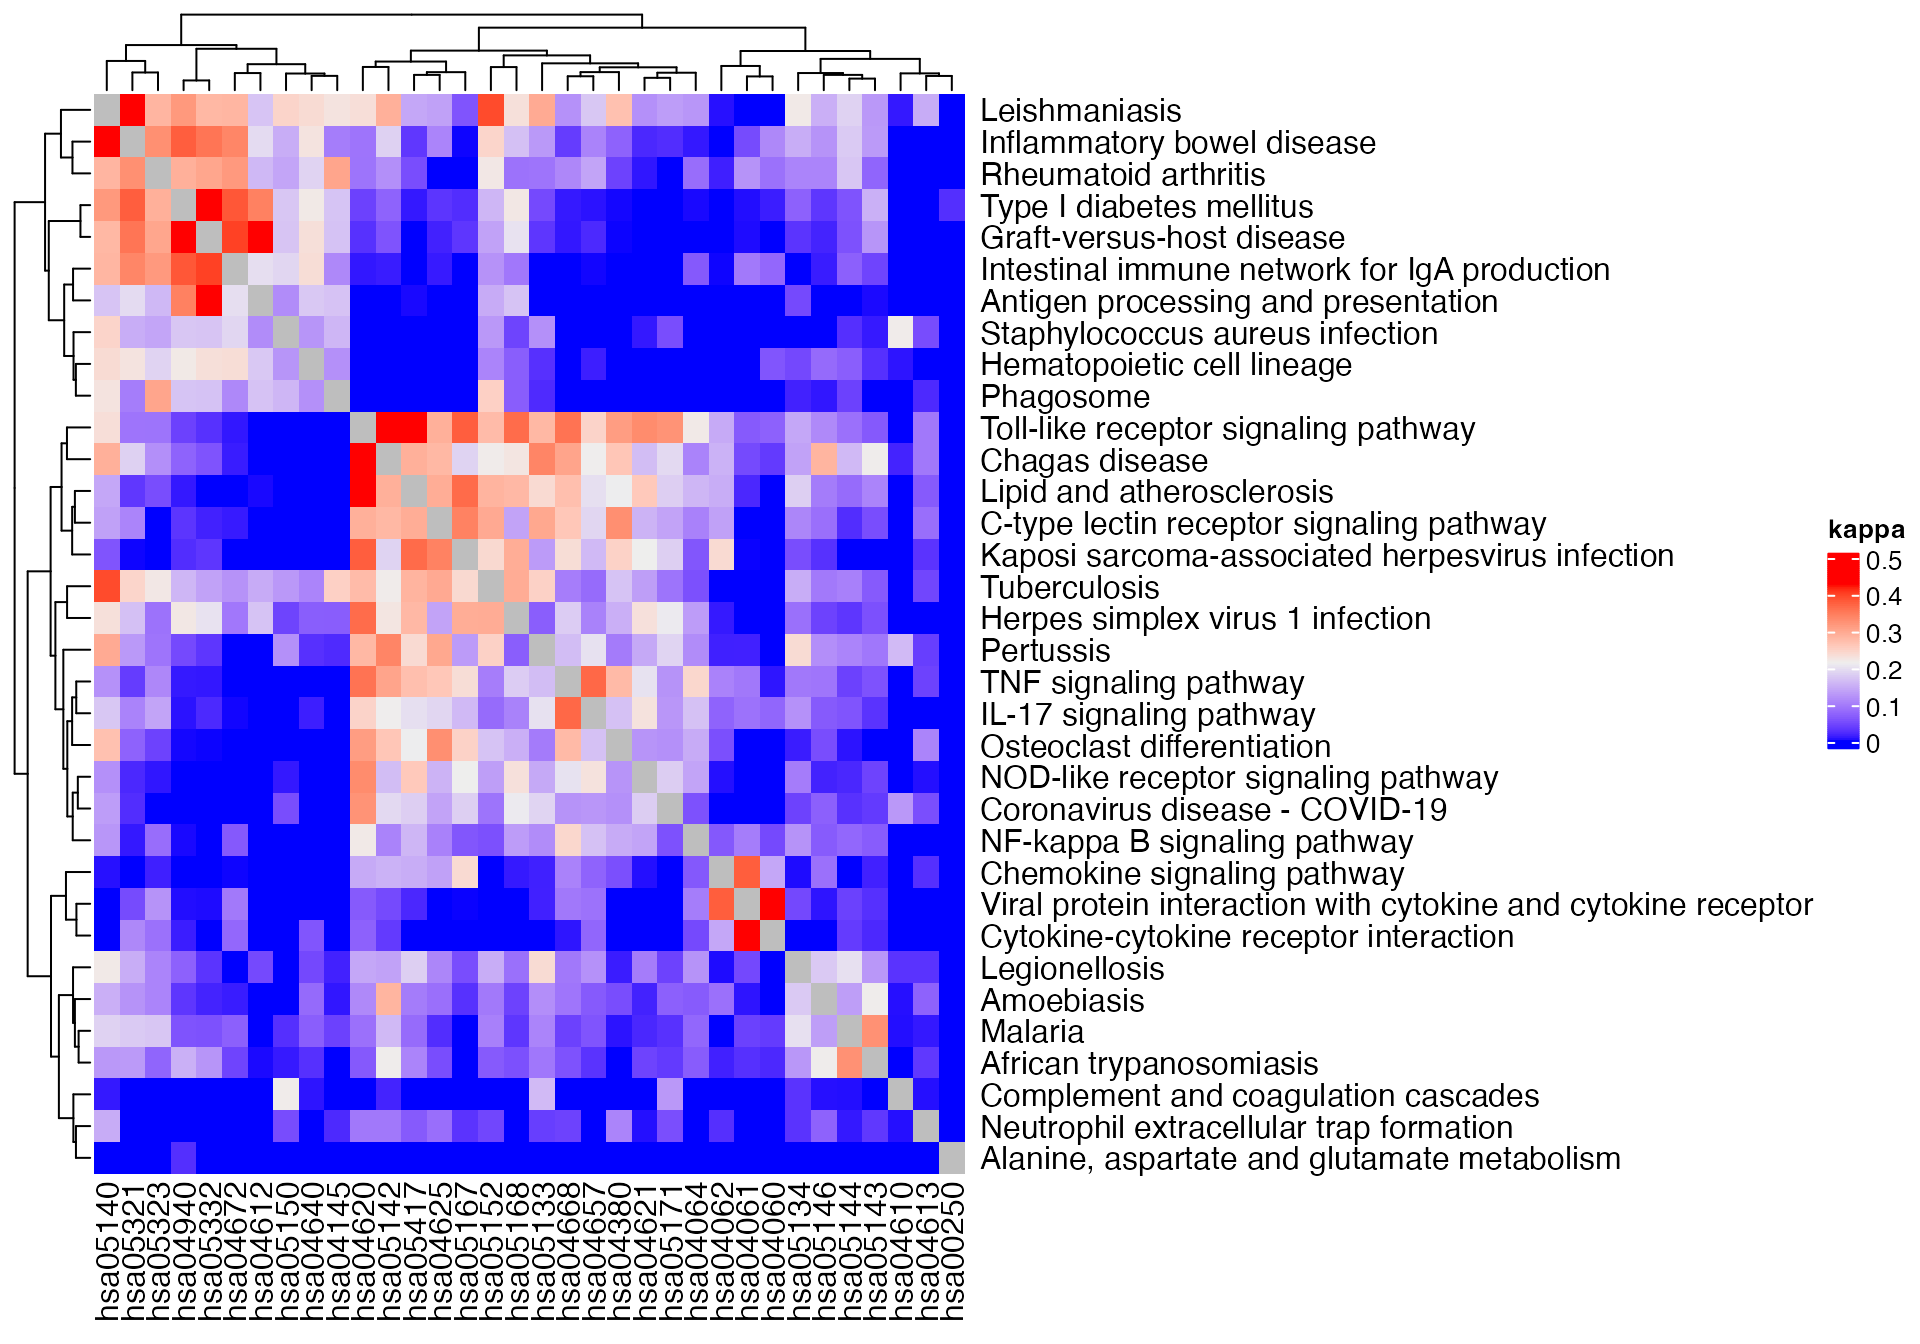 Leishmaniasis
Inflammatory bowel disease
Rheumatoid arthritis
Type I diabetes mellitus
Graft-versus-host disease
Intestinal immune network for IgA production
Antigen processing and presentation
Staphylococcus aureus infection
Hematopoietic cell lineage
Phagosome
Toll-like receptor signaling pathway
Chagas disease
Lipid and atherosclerosis
C-type lectin receptor signaling pathway
Kaposi sarcoma-associated herpesvirus infection
Tuberculosis
Herpes simplex virus 1 infection
Pertussis
TNF signaling pathway
IL-17 signaling pathway
Osteoclast differentiation
NOD-like receptor signaling pathway
Coronavirus disease - COVID-19
NF-kappa B signaling pathway
Chemokine signaling pathway
Viral protein interaction with cytokine and cytokine receptor
Cytokine-cytokine receptor interaction
Legionellosis
Amoebiasis
Malaria
African trypanosomiasis
Complement and coagulation cascades
Neutrophil extracellular trap formation
Alanine, aspartate and glutamate metabolism
kappa
0.5
0.4
0.3
0.2
0.1
0
hsa05140
hsa05321
hsa05323
hsa04940
hsa05332
hsa04672
hsa04612
hsa05150
hsa04640
hsa04145
hsa04620
hsa05142
hsa05417
hsa04625
hsa05167
hsa05152
hsa05168
hsa05133
hsa04668
hsa04657
hsa04380
hsa04621
hsa05171
hsa04064
hsa04062
hsa04061
hsa04060
hsa05134
hsa05146
hsa05144
hsa05143
hsa04610
hsa04613
hsa00250